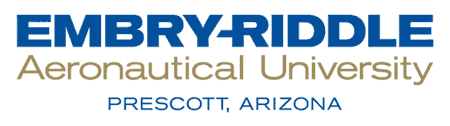 EMBRY-RIDDLE
Aeronautical University
PRESCOTT, ARIZONA